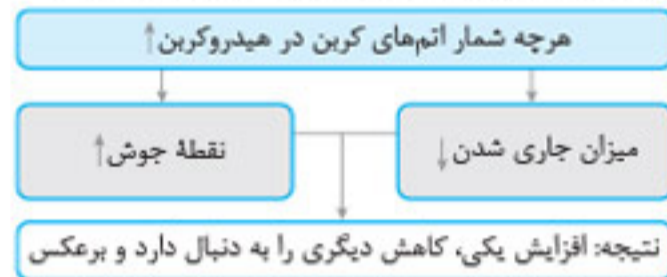 هرچه شمار اتم‌های کربن در هیدروکربن↑
میزان جاری شدن↓
نقطهٔ جوش↑
نتیجه: افزایش یکی، کاهش دیگری را به دنبال دارد و برعکس